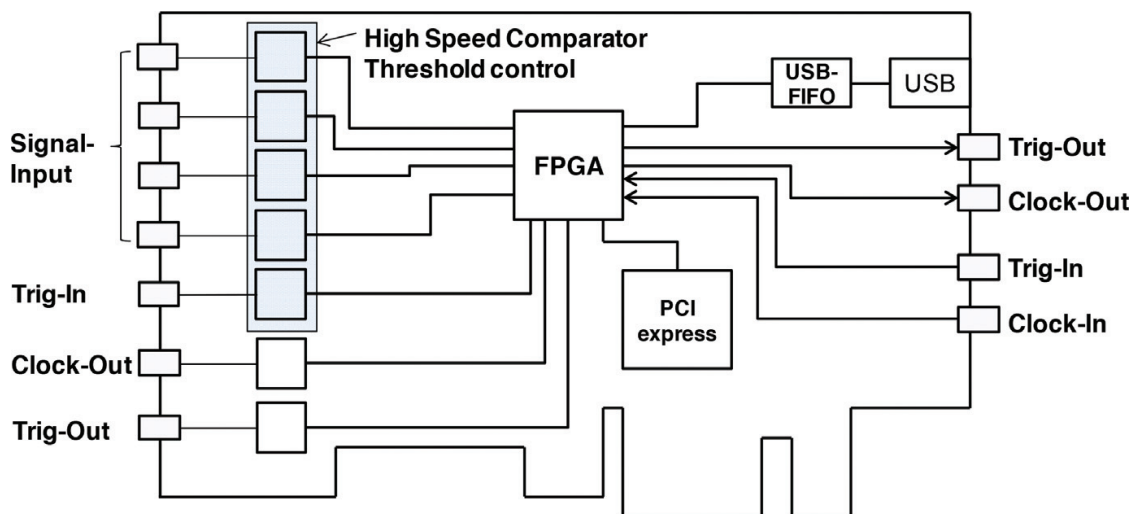 High Speed Comparator
Threshold control
Signal-
Input
Trig-In
Clock-Out
Trig-Out
FPGA
PCI
express
USB-
FIFO
USB
Trig-Out
Clock-Out
Trig-In
Clock-In